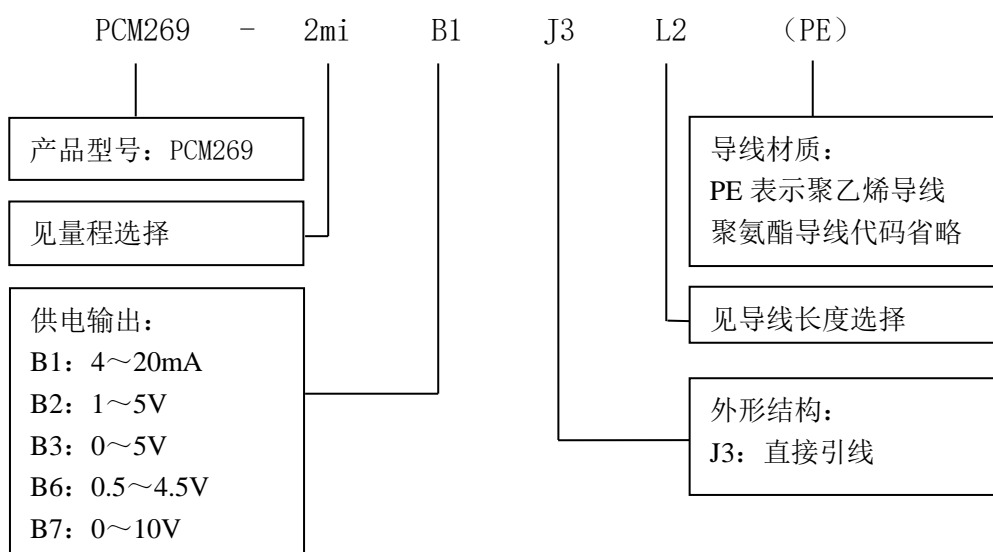 PCM269 - 2mi B1 J3 L2 （PE）
产品型号：PCM269
见量程选择
供电输出：
B1：4～20mA
B2：1～5V
B3：0～5V
B6：0.5～4.5V
B7：0～10V
导线材质：
PE 表示聚乙烯导线
聚氨酯导线代码省略
见导线长度选择
外形结构：
J3：直接引线